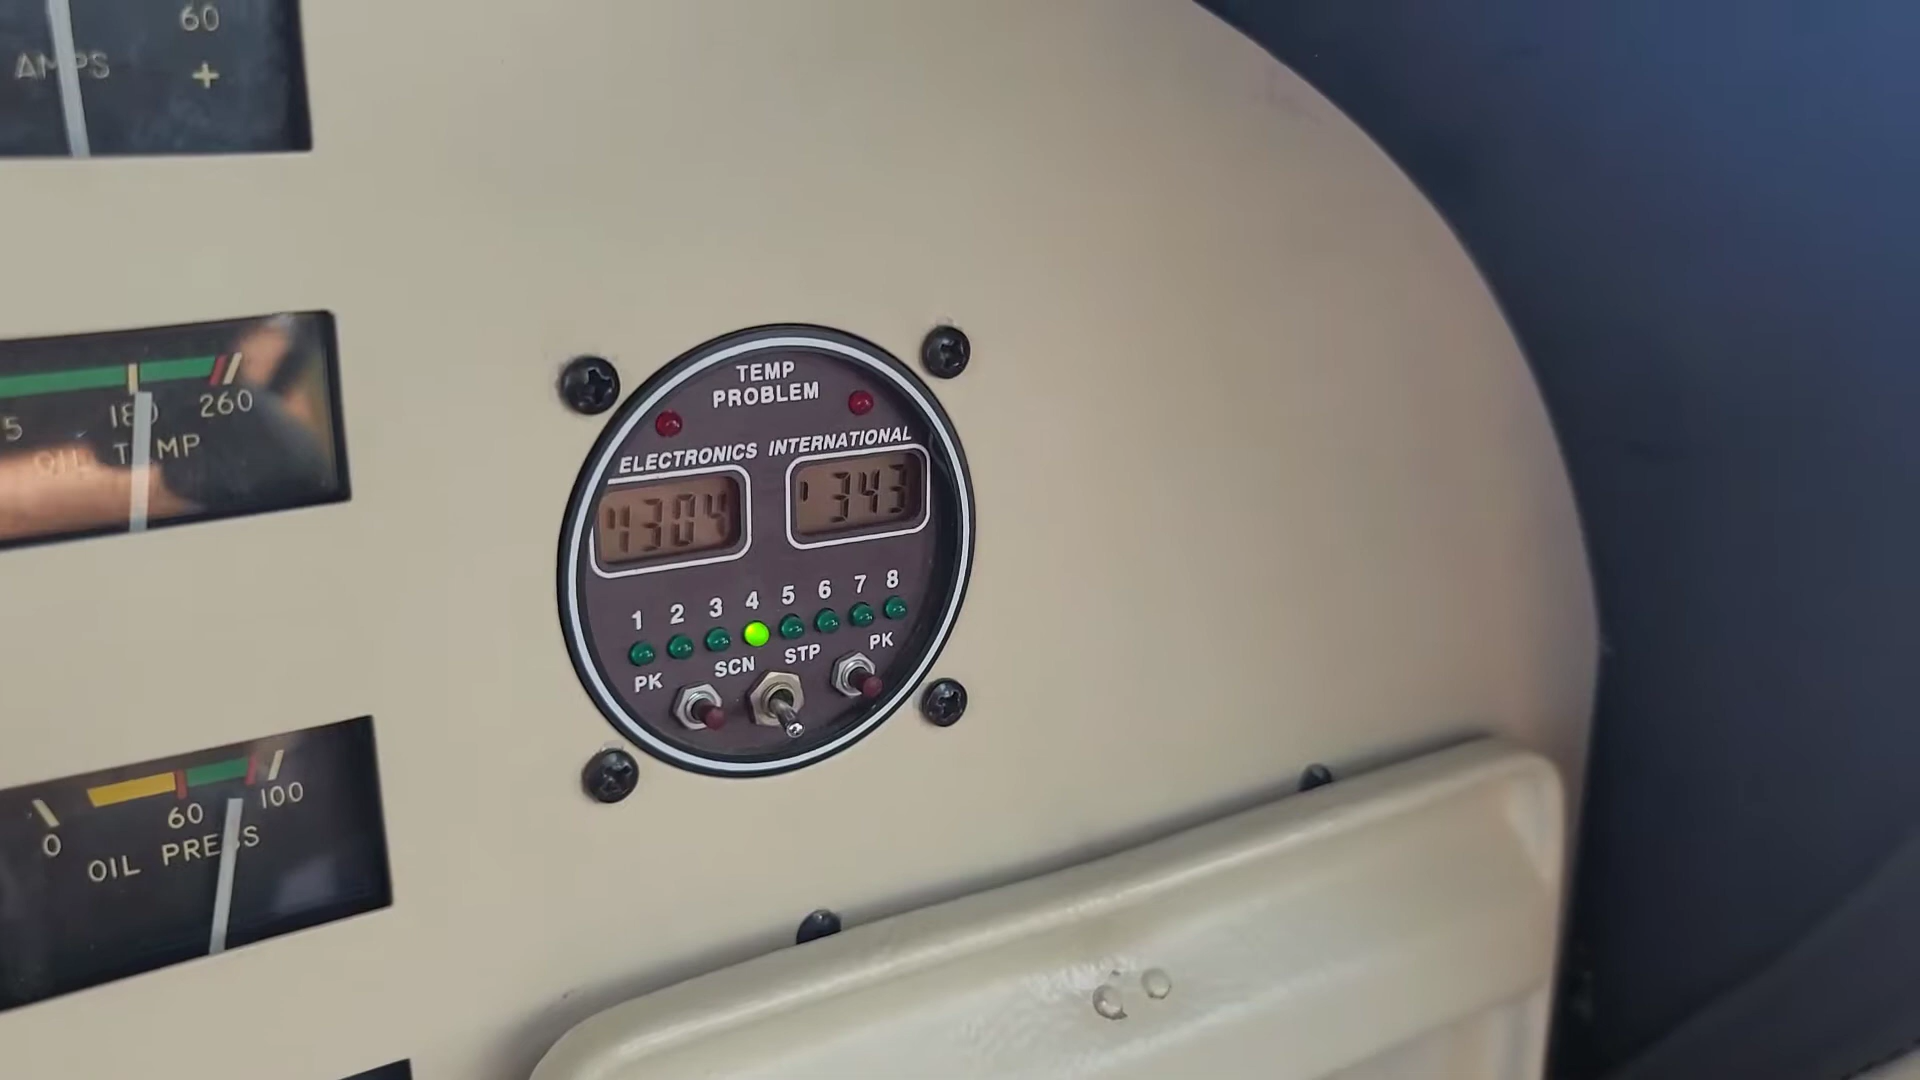 60
AMPS
+
180
260
OIL TEMP
0
60
100
OIL PRESS
TEMP
PROBLEM
ELECTRONICS INTERNATIONAL
343
1 2 3 4 5 6 7 8
PK SCN STP PK